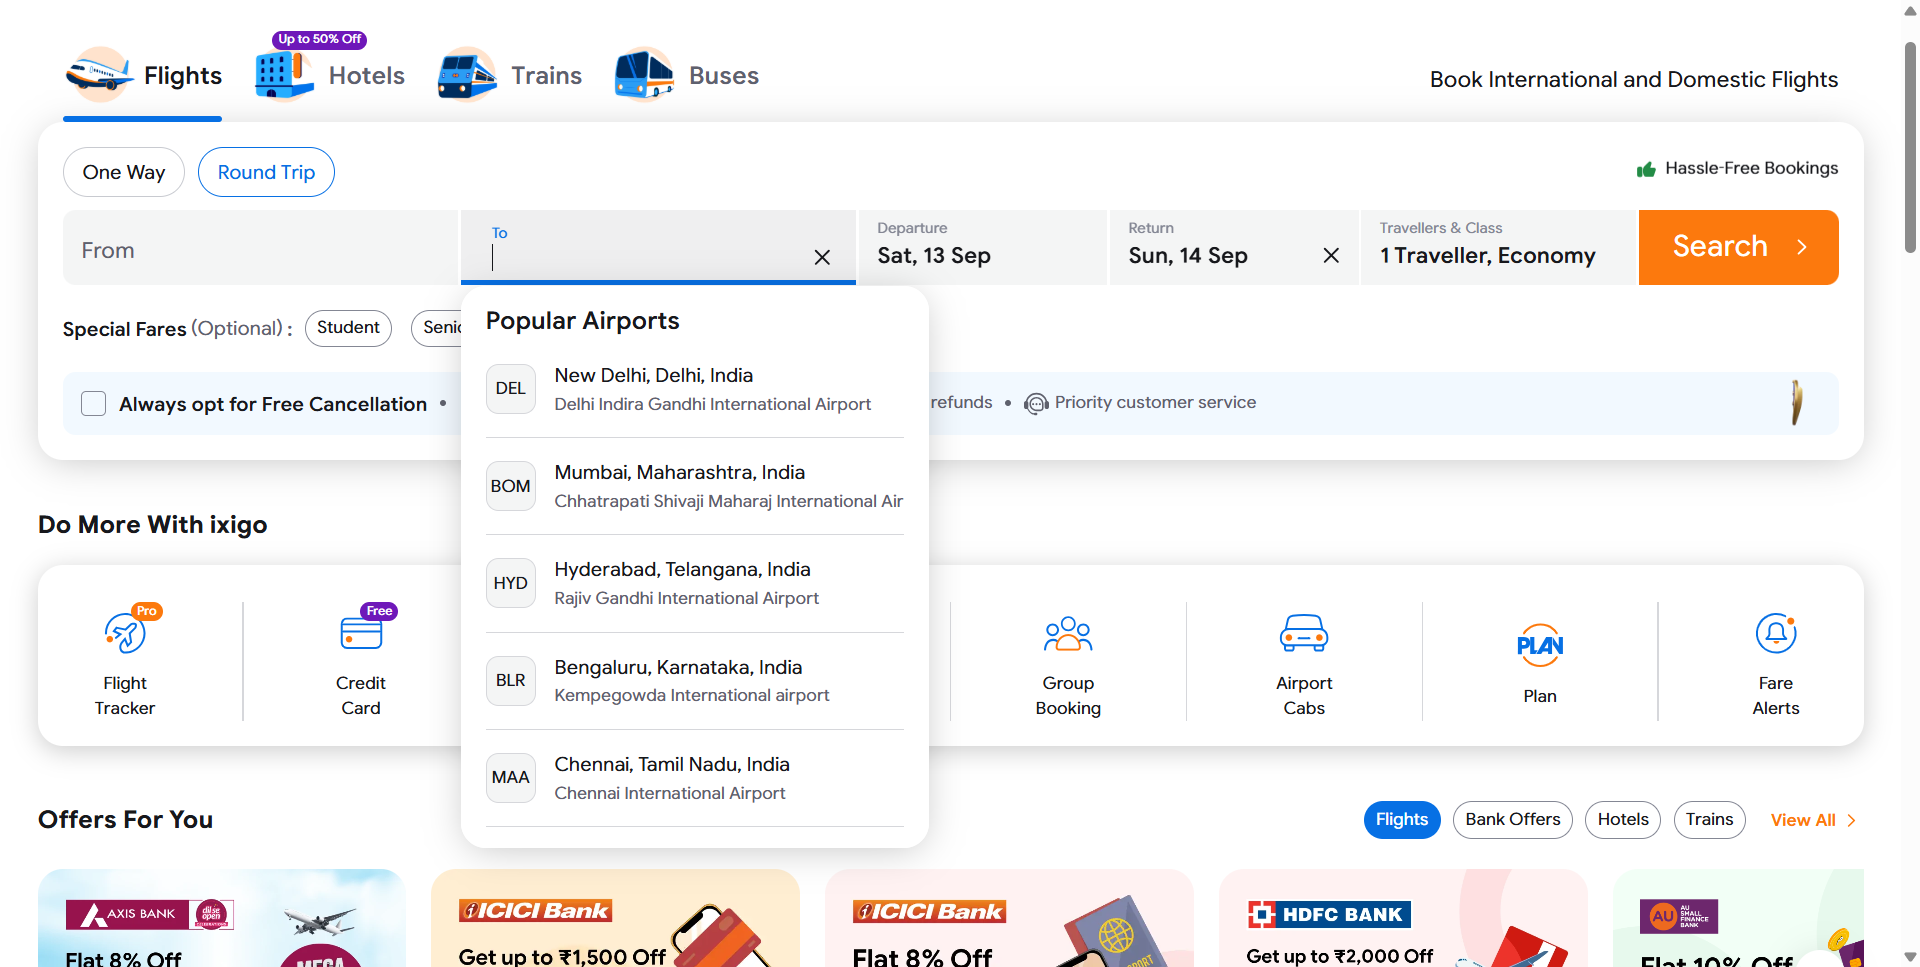 Up to 50% Off
Flights
Hotels
Trains
Buses
Book International and Domestic Flights
One Way
Round Trip
Hassle-Free Bookings
From
To
Departure
Sat, 13 Sep
Return
Sun, 14 Sep
Travellers & Class
1 Traveller, Economy
Search
Special Fares (Optional) :
Student
Senic
Popular Airports
DEL
New Delhi, Delhi, India
Delhi Indira Gandhi International Airport
BOM
Mumbai, Maharashtra, India
Chhatrapati Shivaji Maharaj International Air
HYD
Hyderabad, Telangana, India
Rajiv Gandhi International Airport
BLR
Bengaluru, Karnataka, India
Kempegowda International airport
MAA
Chennai, Tamil Nadu, India
Chennai International Airport
Always opt for Free Cancellation •
refunds • Priority customer service
Do More With ixigo
Pro
Flight
Tracker
Free
Credit
Card
Group
Booking
Airport
Cabs
PLAN
Plan
Fare
Alerts
Offers For You
Flights
Bank Offers
Hotels
Trains
View All
AXIS BANK
dil se
open
Flat 8% Off
MEGA
ICICI Bank
Get up to ₹1,500 Off
ICICI Bank
Flat 8% Off
HDFC BANK
Get up to ₹2,000 Off
AU
AU
SMALL
FINANCE
BANK
Flat 10% Off